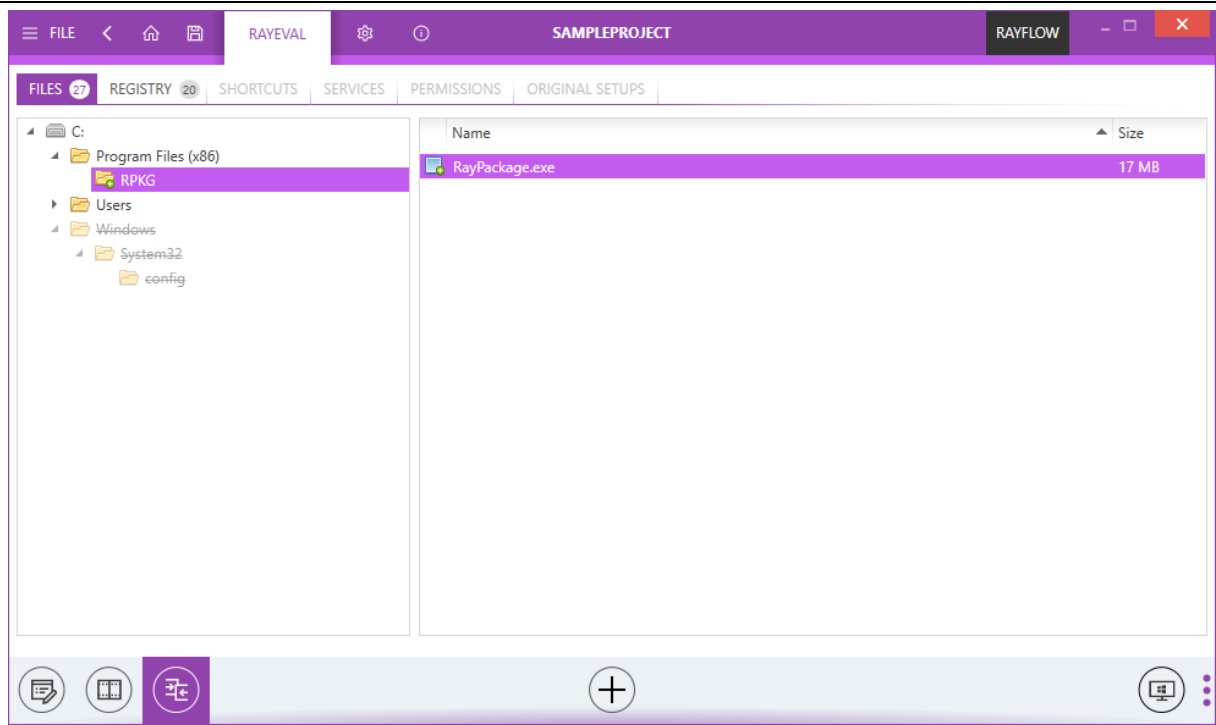 FILE RAYEVAL SAMPLEPROJECT RAYFLOW
FILES 27 REGISTRY 20 SHORTCUTS SERVICES PERMISSIONS ORIGINAL SETUPS
C:
Program Files (x86)
RPKG
Users
Windows
System32
config
Name Size
RayPackage.exe 17 MB